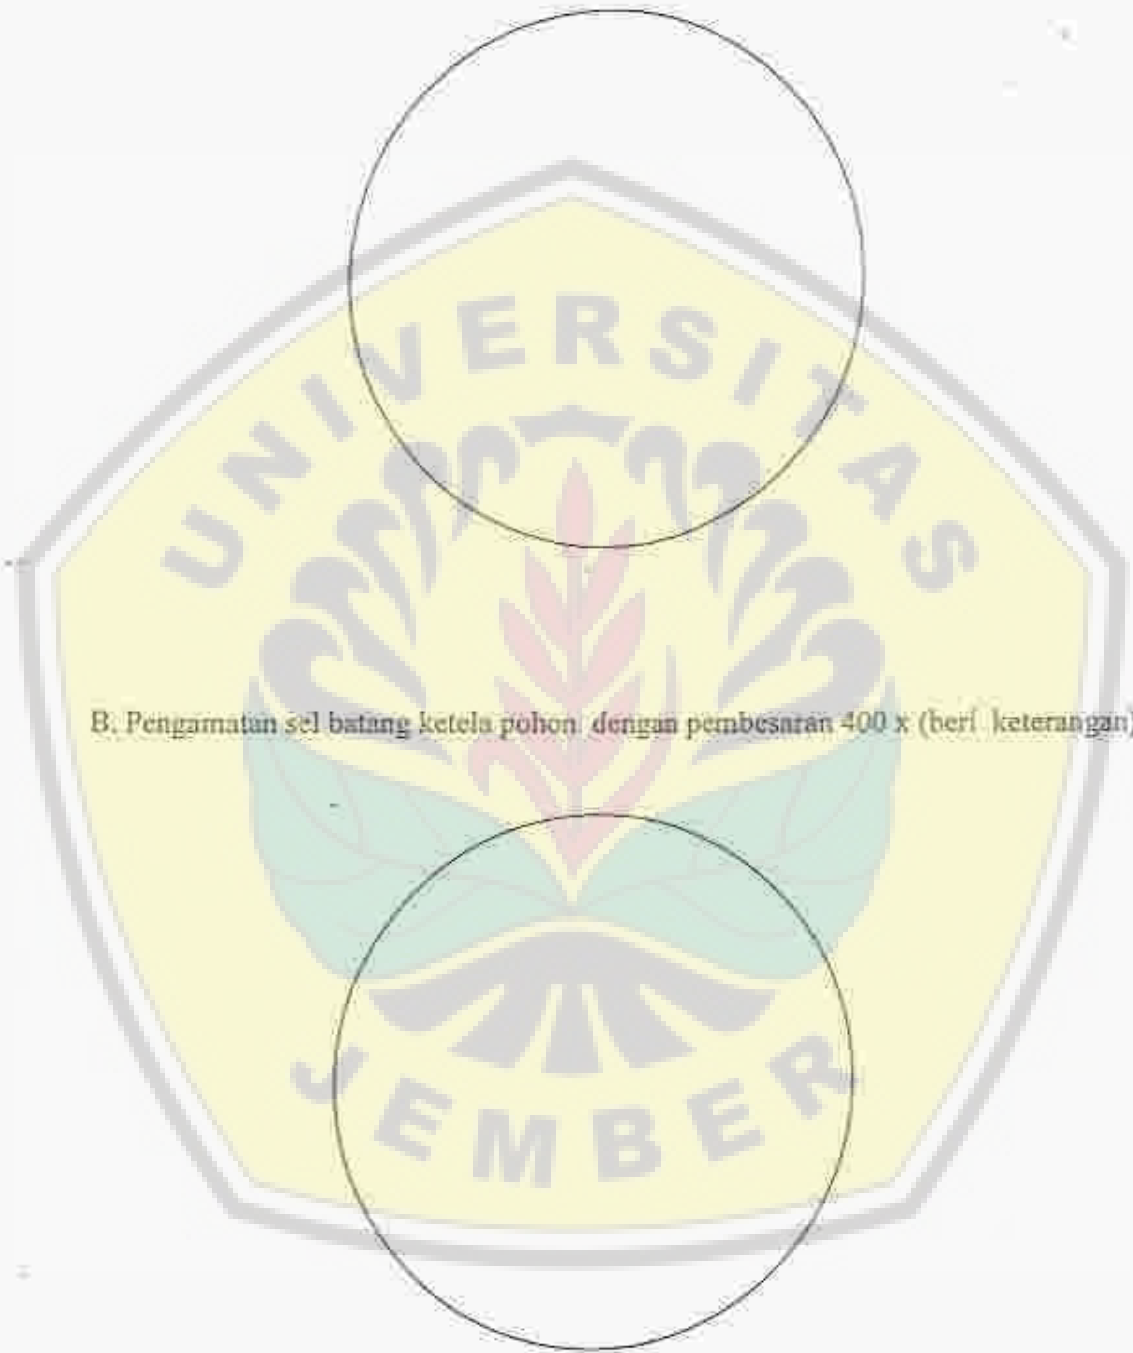 UNIVERSITAS
B. Pengamatan sel batang ketela pohon dengan pembesaran 400 x (beri keterangan)
JEMBER